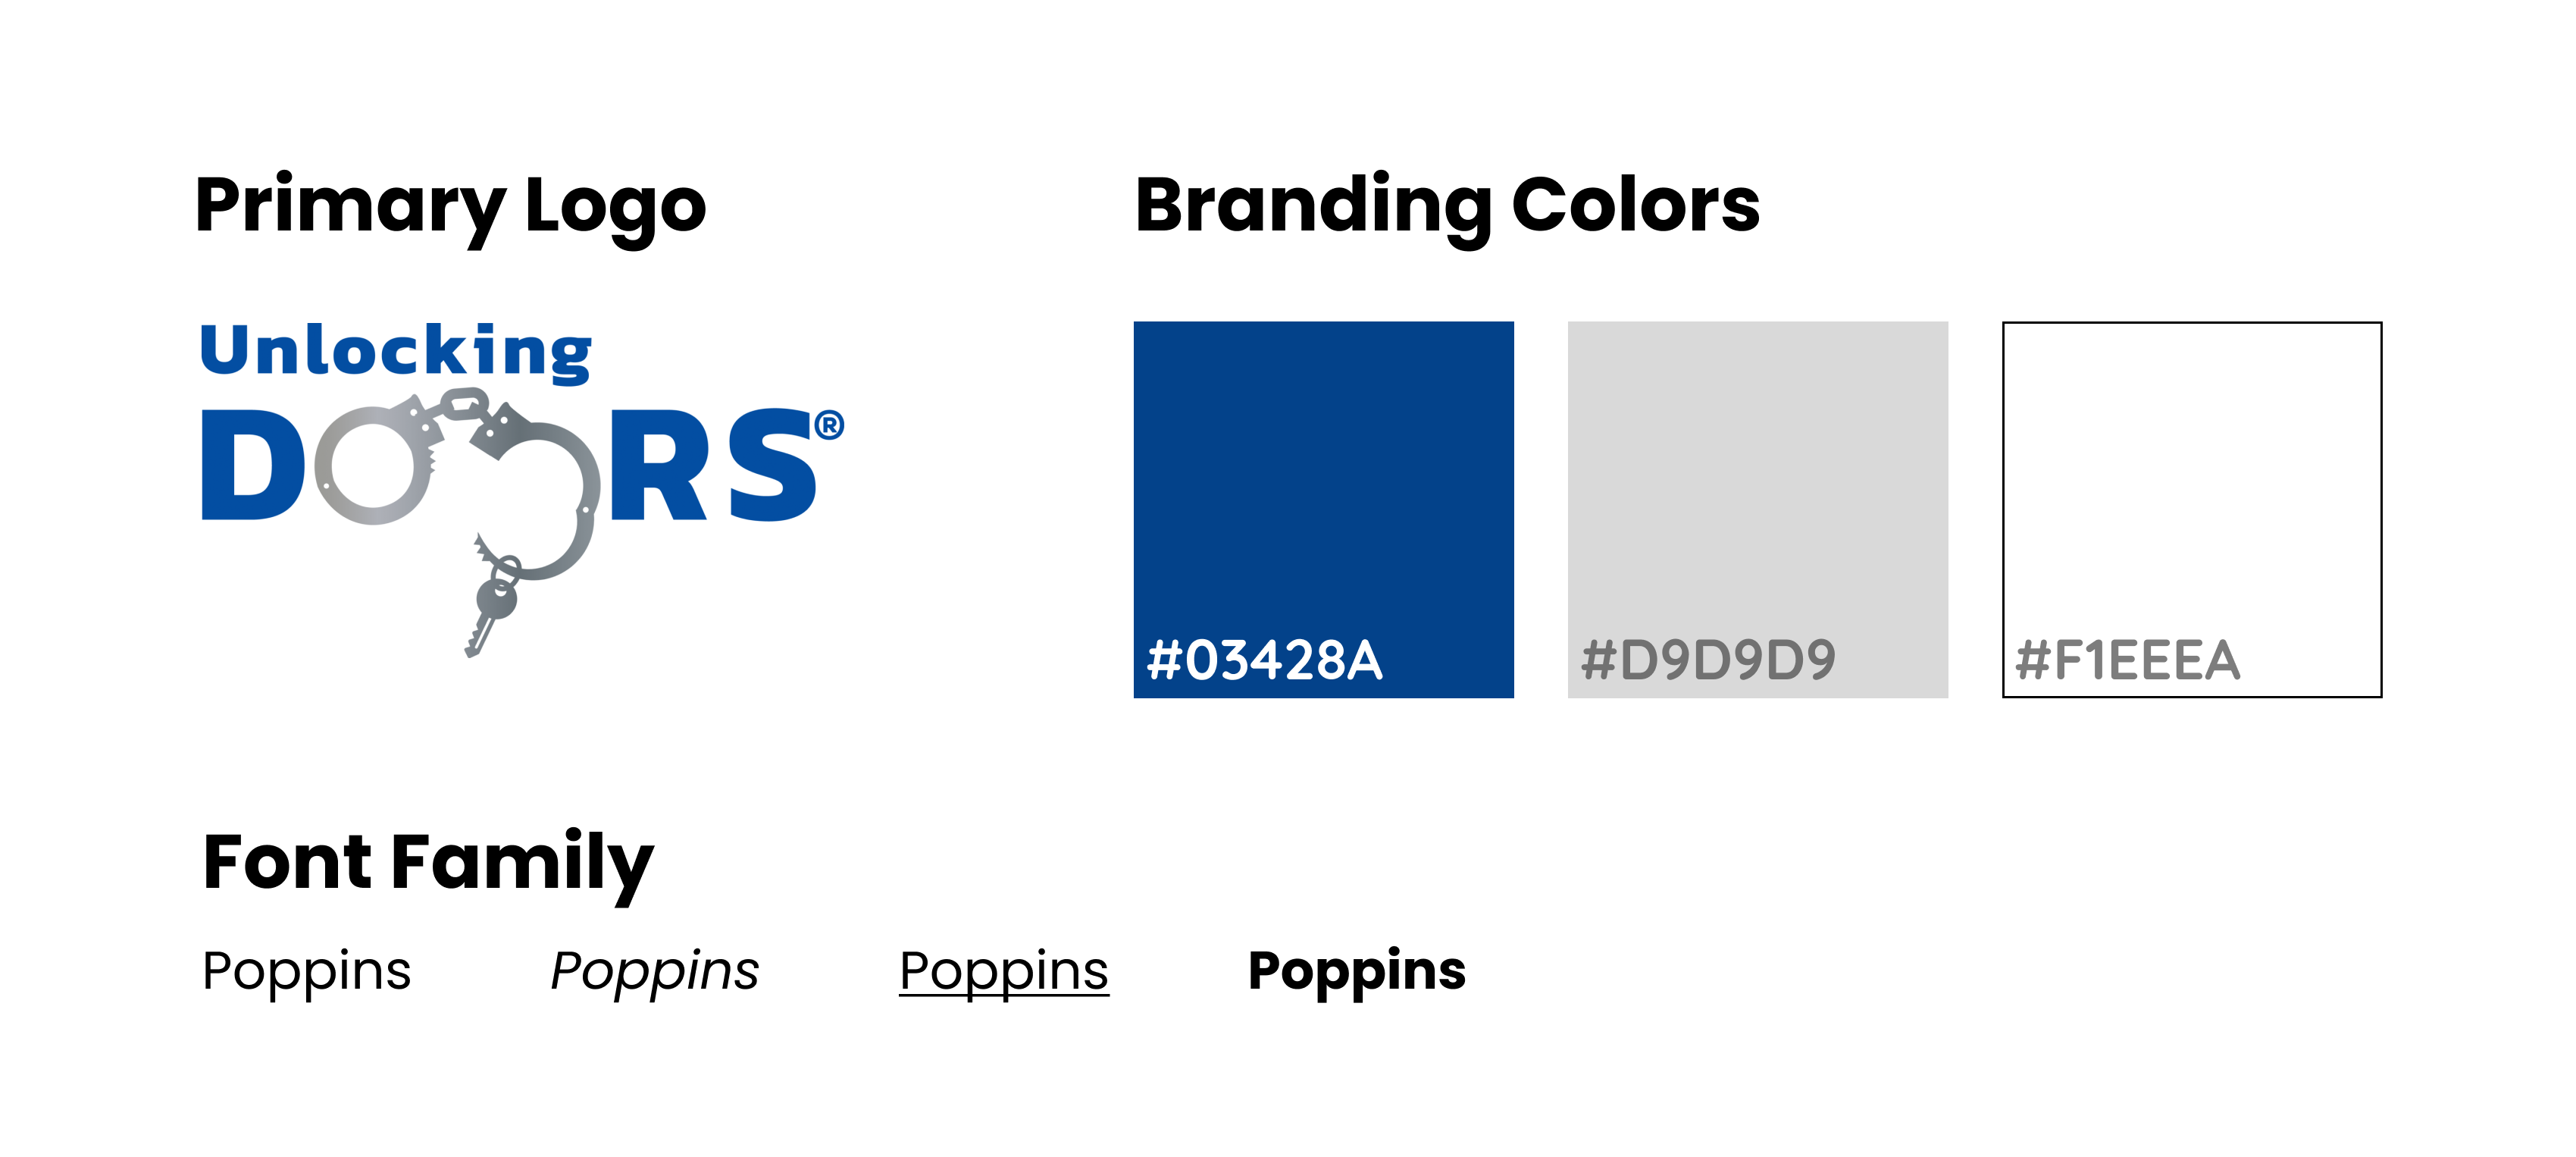 Primary Logo
Unlocking
DOORS®
Branding Colors
#03428A
#D9D9D9
#F1EEEA
Font Family
Poppins Poppins Poppins Poppins